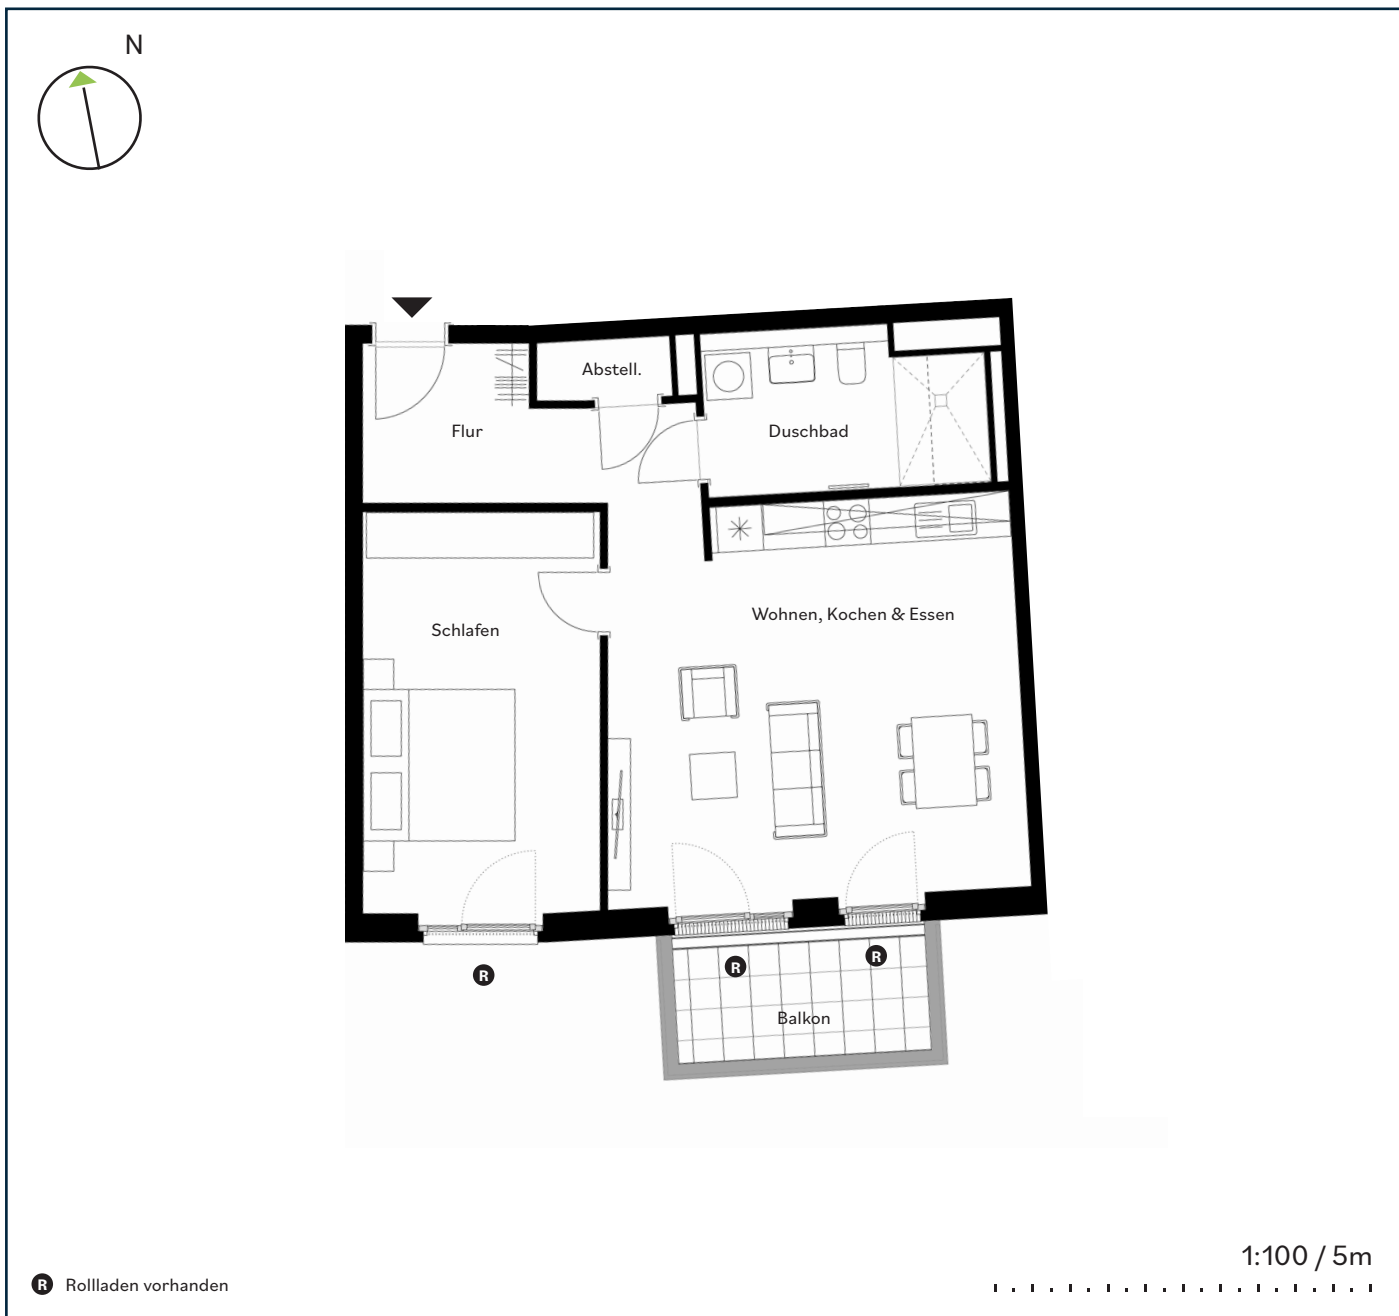 N
Abstell.
Flur
Duschbad
Wohnen, Kochen & Essen
Schlafen
R
R
R
Balkon
1:100 / 5m
R Rollladen vorhanden